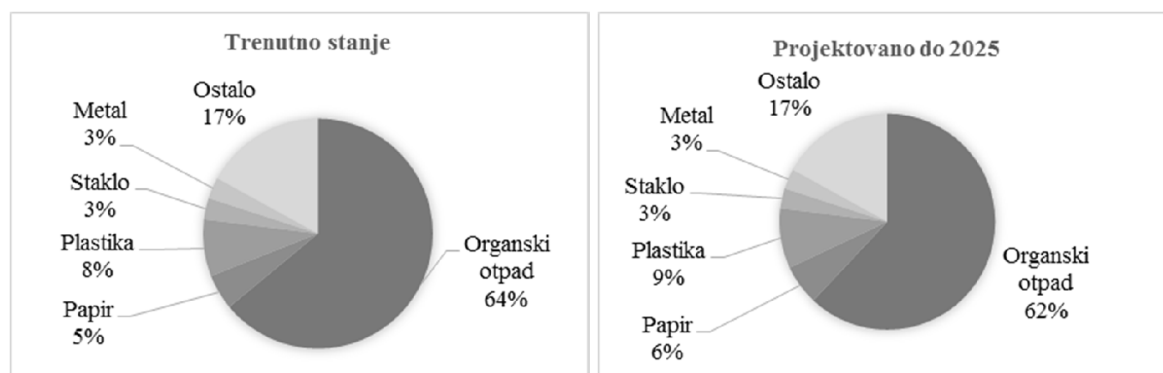 Trenutno stanje
Ostalo
17%
Metal
3%
Staklo
3%
Plastika
8%
Papir
5%
Organski
otpad
64%
Projektovano do 2025
Ostalo
17%
Metal
3%
Staklo
3%
Plastika
9%
Papir
6%
Organski
otpad
62%